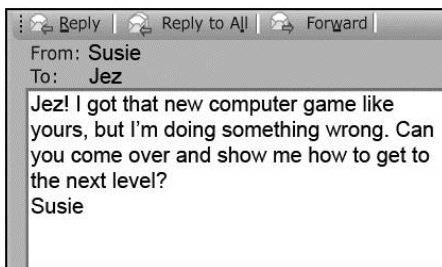 Reply Reply to All Forward
From: Susie
To: Jez
Jez! I got that new computer game like
yours, but I'm doing something wrong. Can
you come over and show me how to get to
the next level?
Susie